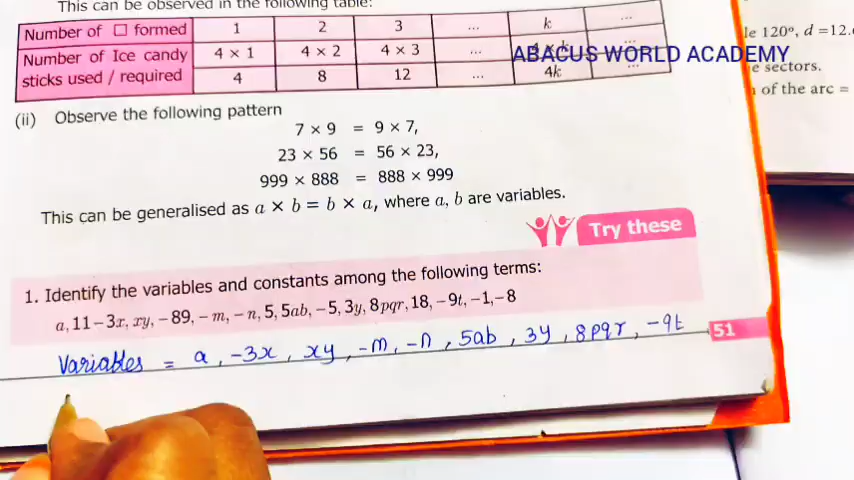 This can be observed in the following table:
Number of □ formed 1 2 3 ... k ...
Number of Ice candy sticks used / required 4 × 1 4 × 2 4 × 3 ... ...
4 8 12 ... 4k ...
ABACUS WORLD ACADEMY
le 120°, d =12.
e sectors.
of the arc =
(ii) Observe the following pattern
7 × 9 = 9 × 7,
23 × 56 = 56 × 23,
999 × 888 = 888 × 999
This can be generalised as a × b = b × a, where a, b are variables.
Try these
1. Identify the variables and constants among the following terms:
a, 11 – 3x, xy, – 89, – m, – n, 5, 5ab, – 5, 3y, 8pqr, 18, – 9t, – 1, – 8
Variables = a, -3x, xy, -m, -n, 5ab, 3y, 8pqr, -9t
51